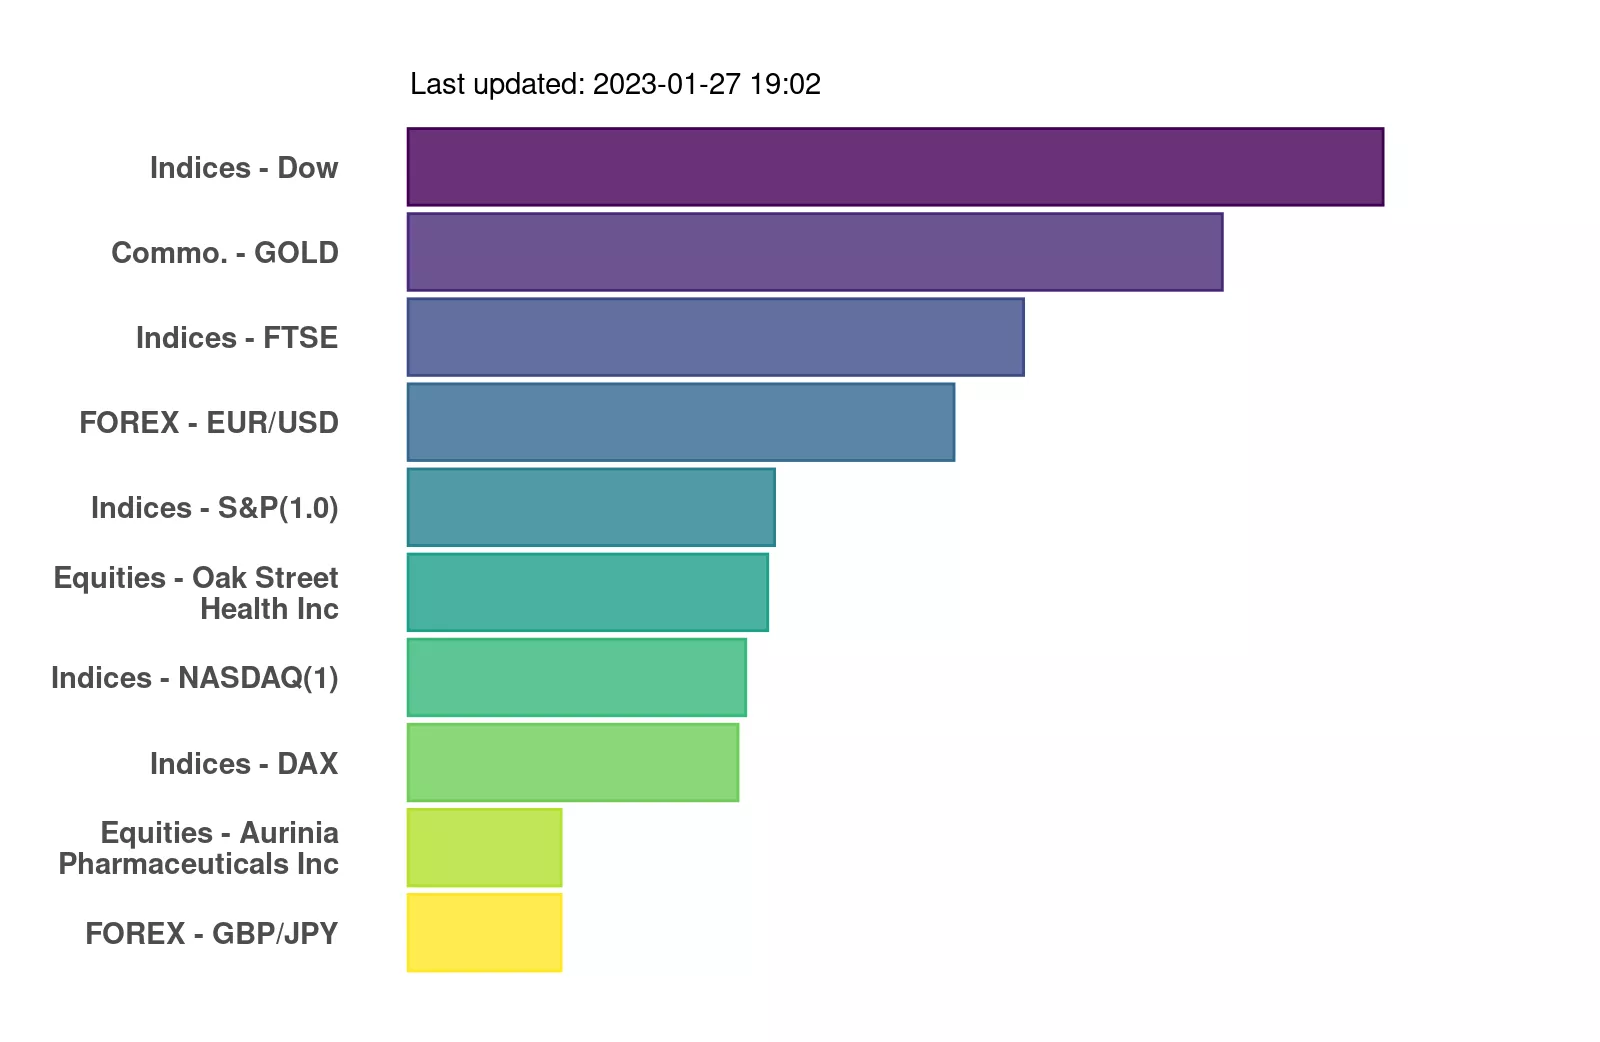 Last updated: 2023-01-27 19:02
Indices - Dow
Commo. - GOLD
Indices - FTSE
FOREX - EUR/USD
Indices - S&P(1.0)
Equities - Oak Street
Health Inc
Indices - NASDAQ(1)
Indices - DAX
Equities - Aurinia
Pharmaceuticals Inc
FOREX - GBP/JPY